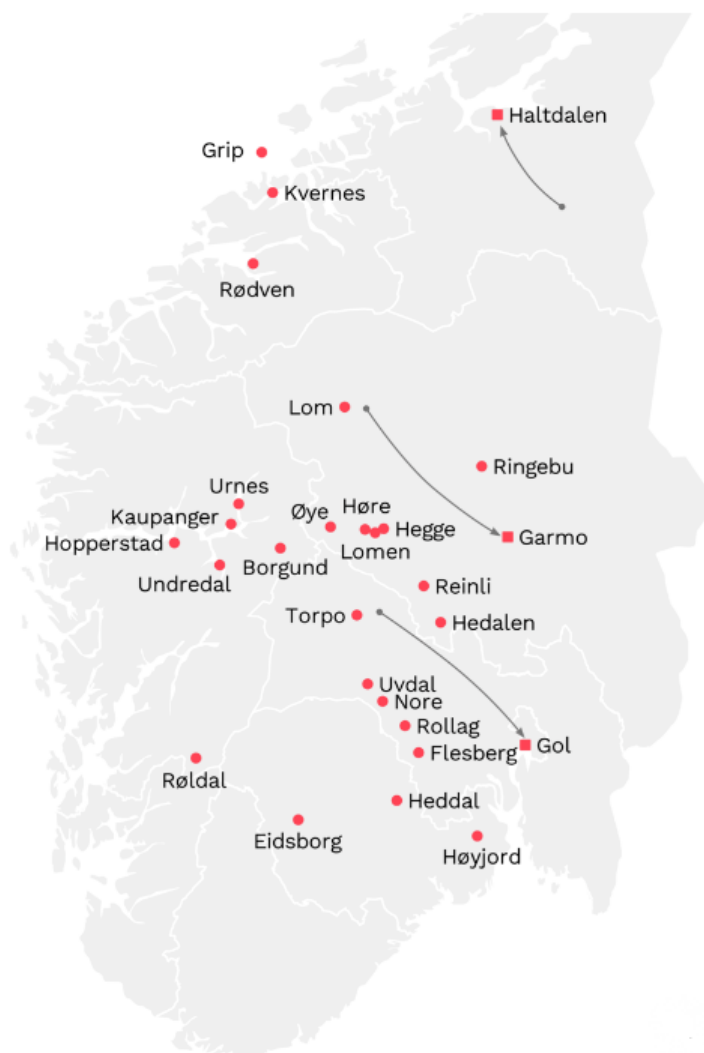 Haltdalen
Grip
Kvernes
Rødven
Lom
Ringebu
Urnes
Øye
Høre
Kaupanger
Hegge
Garmo
Hopperstad
Lomen
Borgund
Undredal
Reinli
Torpo
Hedalen
Uvdal
Nore
Rollag
Gol
Flesberg
Røldal
Heddal
Eidsborg
Høyjord